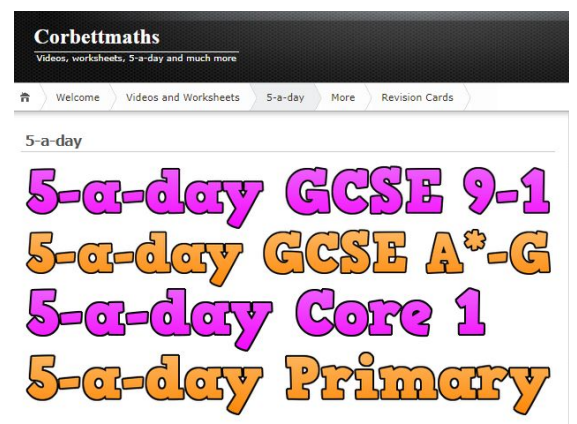 Corbettmaths
Videos, worksheets, 5-a-day and much more
Welcome Videos and Worksheets 5-a-day More Revision Cards
5-a-day
5-a-day GCSE 9-1
5-a-day GCSE A*-G
5-a-day Core 1
5-a-day Primary